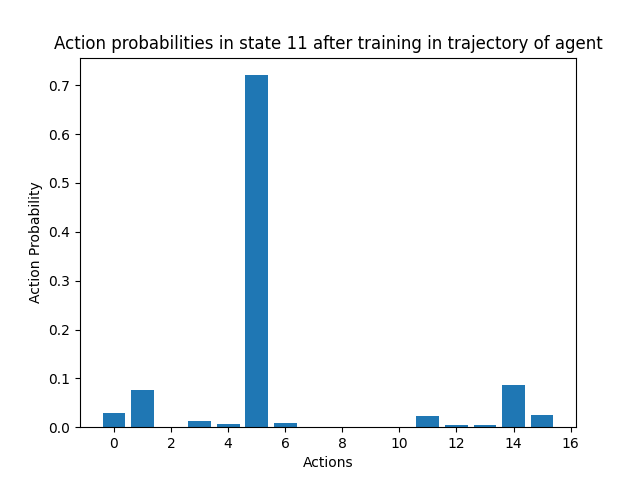 Action probabilities in state 11 after training in trajectory of agent
0.7
0.6
0.5
0.4
0.3
0.2
0.1
0.0
Action Probability
0 2 4 6 8 10 12 14 16
Actions